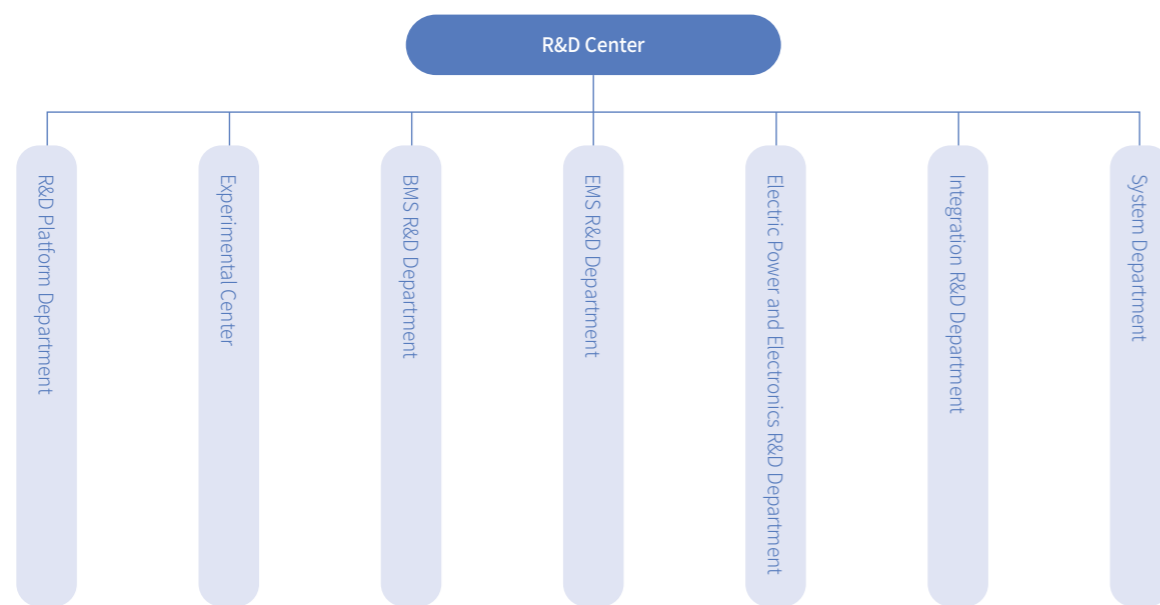 R&D Center
R&D Platform Department
Experimental Center
BMS R&D Department
EMS R&D Department
Electric Power and Electronics R&D Department
Integration R&D Department
System Department